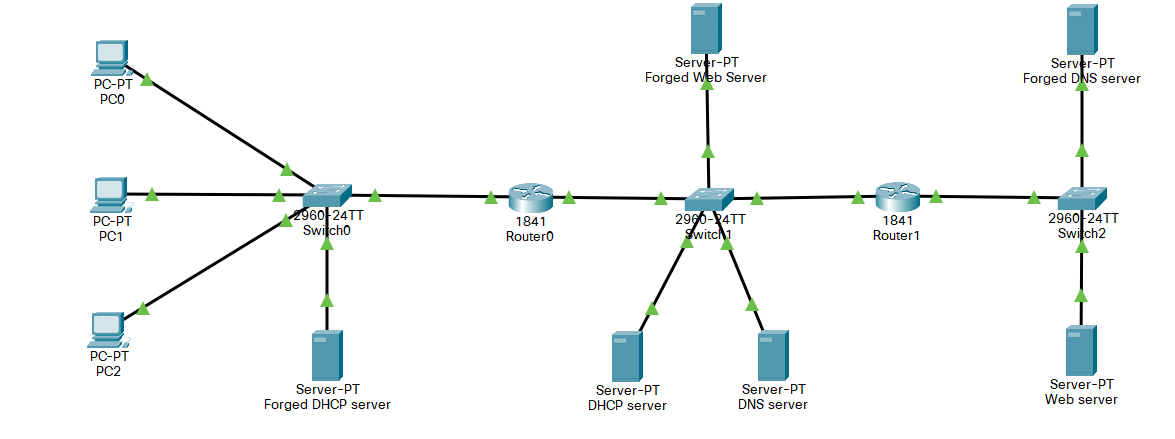 PC-PT
PC0
PC-PT
PC1
PC-PT
PC2
2960-24TT
Switch0
Server-PT
Forged DHCP server
1841
Router0
Server-PT
Forged Web Server
2960-24TT
Switch1
Server-PT
DHCP server
Server-PT
DNS server
1841
Router1
Server-PT
Forged DNS server
2960-24TT
Switch2
Server-PT
Web server